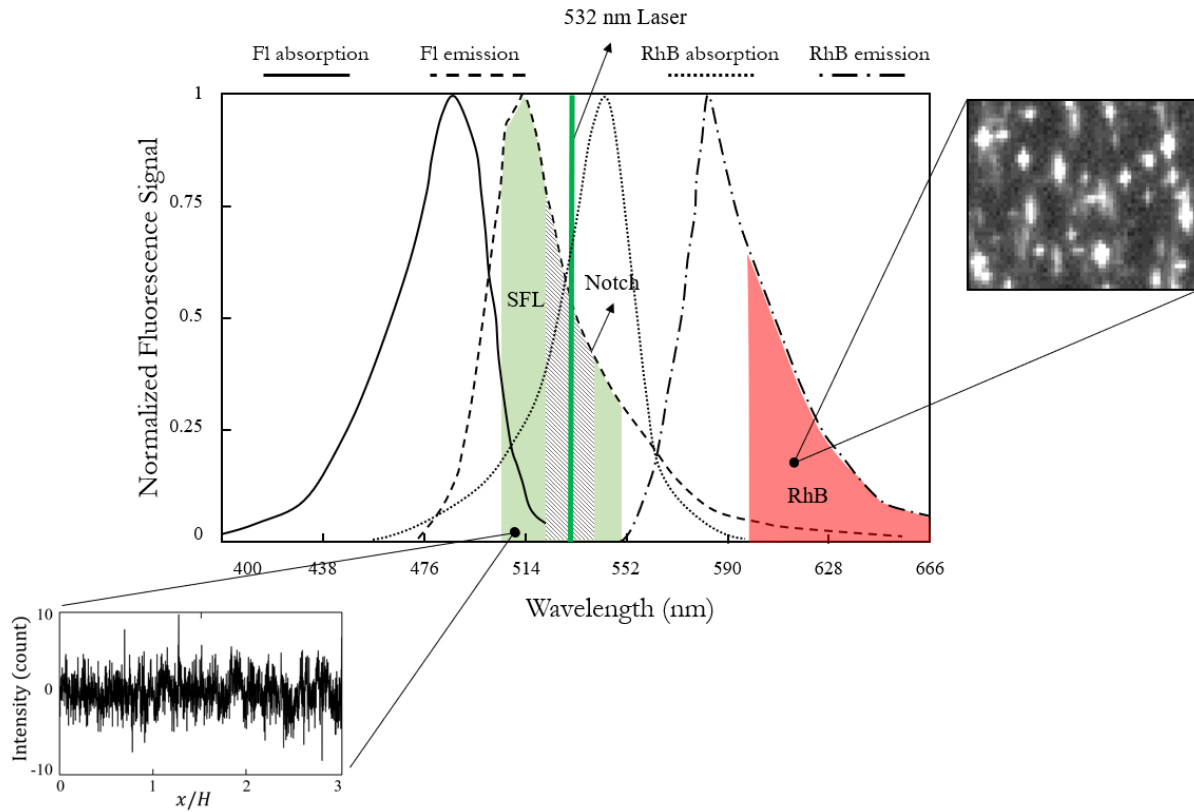 532 nm Laser
Fl absorption
Fl emission
RhB absorption
RhB emission
Normalized Fluorescence Signal
1
0.75
0.5
0.25
0
SFL
Notch
RhB
400 438 476 514 552 590 628 666
Wavelength (nm)
Intensity (count)
10
0
-10
0 1 2 3
x/H